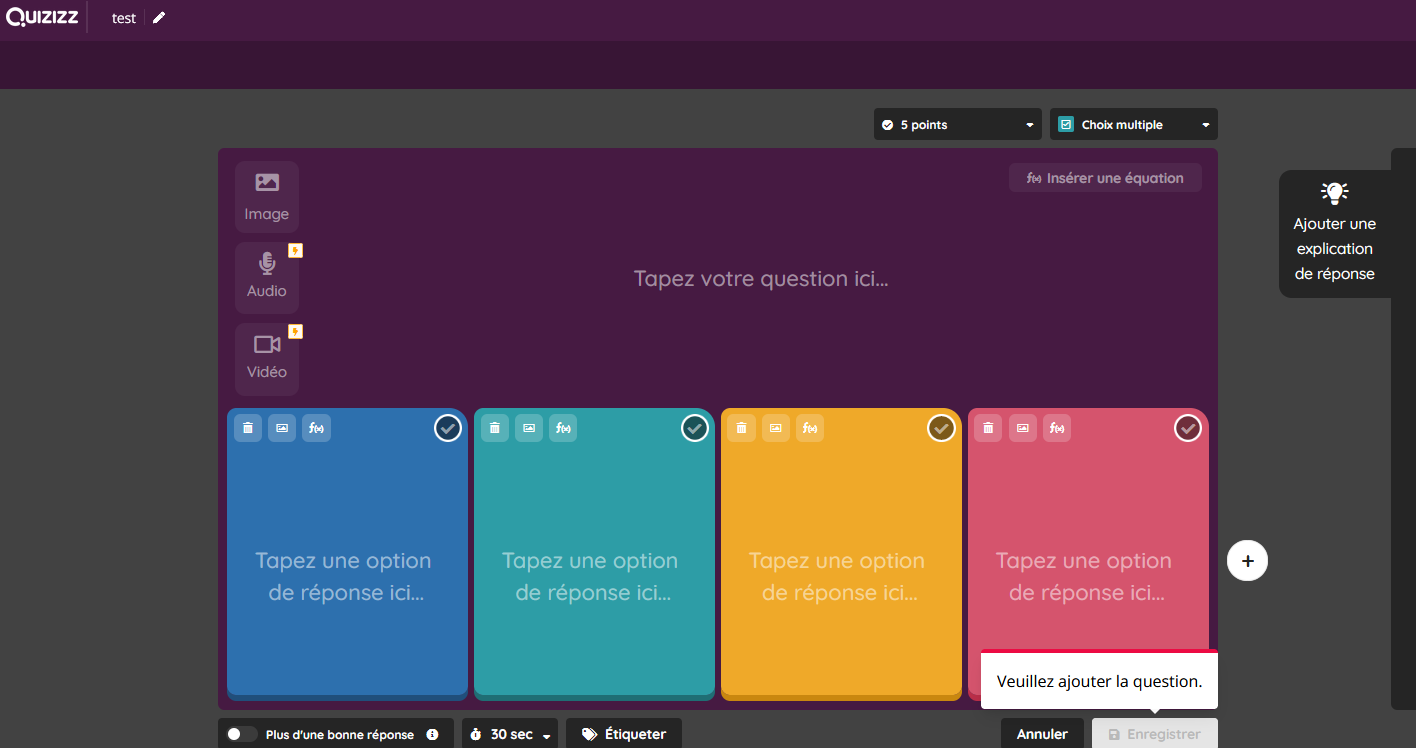 Quizizz
test
5 points
Choix multiple
Image
f(x) Insérer une équation
Audio
Vidéo
Tapez votre question ici...
Ajouter une
explication
de réponse
f(x)
f(x)
f(x)
f(x)
Tapez une option
de réponse ici...
Tapez une option
de réponse ici...
Tapez une option
de réponse ici...
Tapez une option
de réponse ici...
+
Veuillez ajouter la question.
Plus d'une bonne réponse
30 sec
Étiqueter
Annuler
Enregistrer